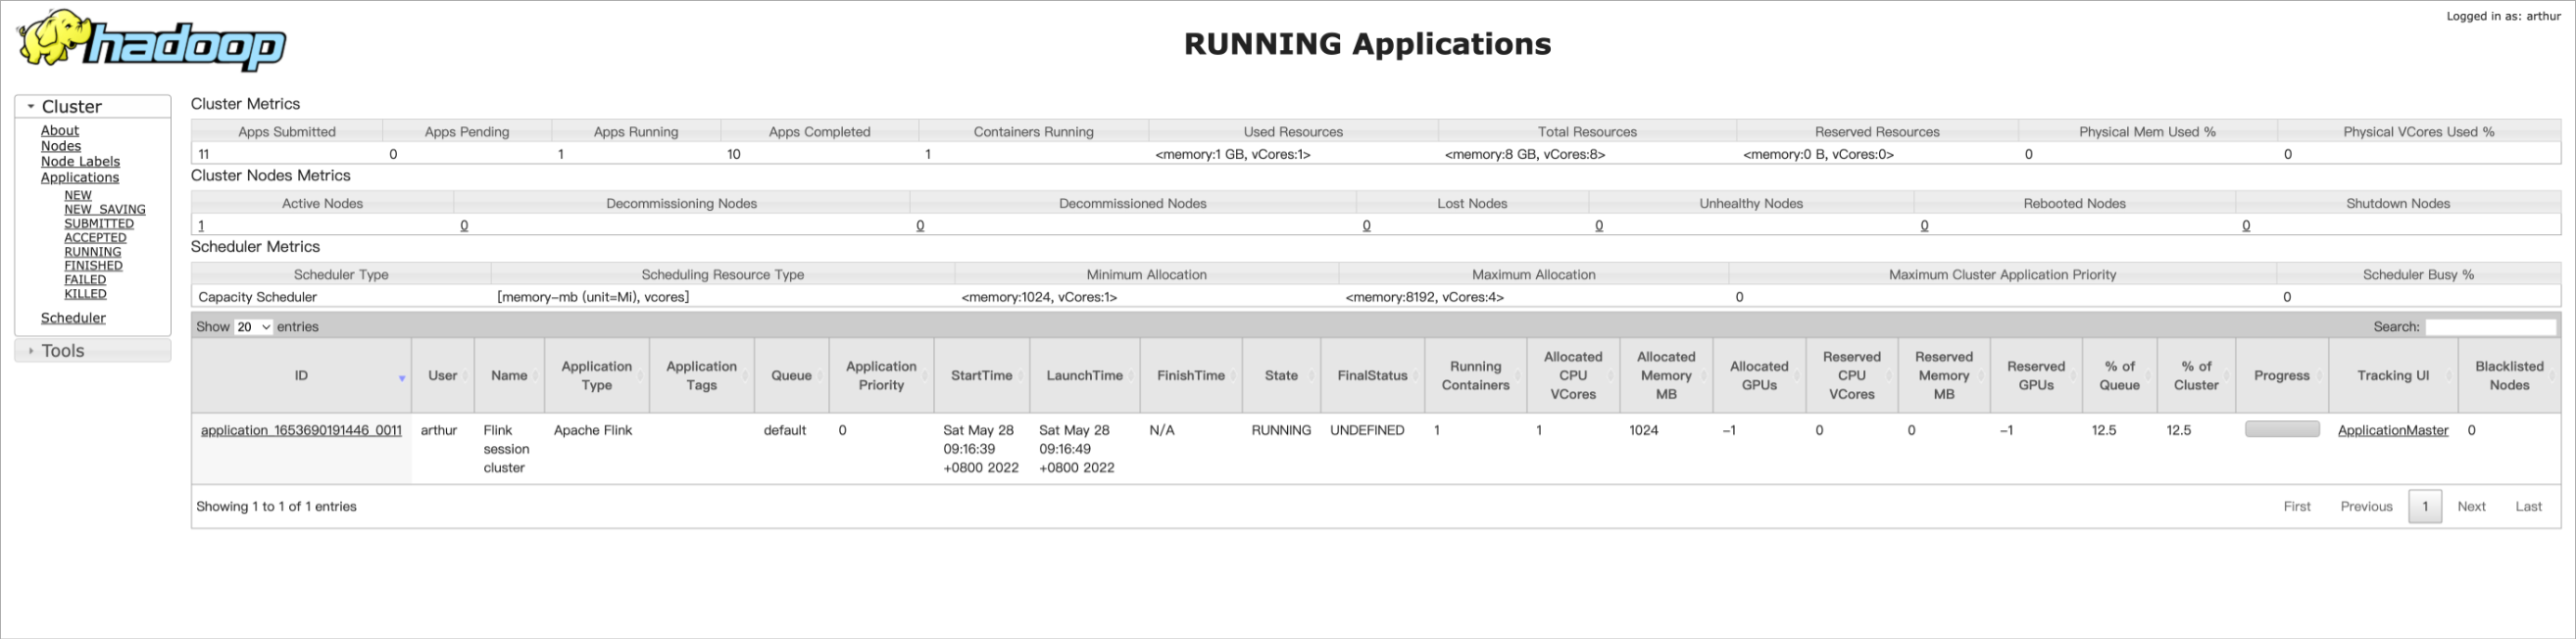 Logged in as: arthur
hadoop
RUNNING Applications
Cluster
About
Nodes
Node Labels
Applications
NEW
NEW_SAVING
SUBMITTED
ACCEPTED
RUNNING
FINISHED
FAILED
KILLED
Scheduler
Tools
Cluster Metrics
Apps Submitted Apps Pending Apps Running Apps Completed Containers Running Used Resources Total Resources Reserved Resources Physical Mem Used % Physical VCores Used %
11 0 1 10 1 <memory:1 GB, vCores:1> <memory:8 GB, vCores:8> <memory:0 B, vCores:0> 0 0
Cluster Nodes Metrics
Active Nodes Decommissioning Nodes Decommissioned Nodes Lost Nodes Unhealthy Nodes Rebooted Nodes Shutdown Nodes
1 0 0 0 0 0 0
Scheduler Metrics
Scheduler Type Scheduling Resource Type Minimum Allocation Maximum Allocation Maximum Cluster Application Priority Scheduler Busy %
Capacity Scheduler [memory-mb (unit=Mi), vcores] <memory:1024, vCores:1> <memory:8192, vCores:4> 0 0
Show 20 entries Search:
ID User Name Application Type Application Tags Queue Application Priority StartTime LaunchTime FinishTime State FinalStatus Running Containers Allocated CPU VCores Allocated Memory MB Allocated GPUs Reserved CPU VCores Reserved Memory MB Reserved GPUs % of Queue % of Cluster Progress Tracking UI Blacklisted Nodes
application_1653690191446_0011 arthur Flink session cluster Apache Flink default 0 Sat May 28 09:16:39 +0800 2022 Sat May 28 09:16:49 +0800 2022 N/A RUNNING UNDEFINED 1 1 1024 -1 0 0 -1 12.5 12.5 ApplicationMaster 0
Showing 1 to 1 of 1 entries First Previous 1 Next Last